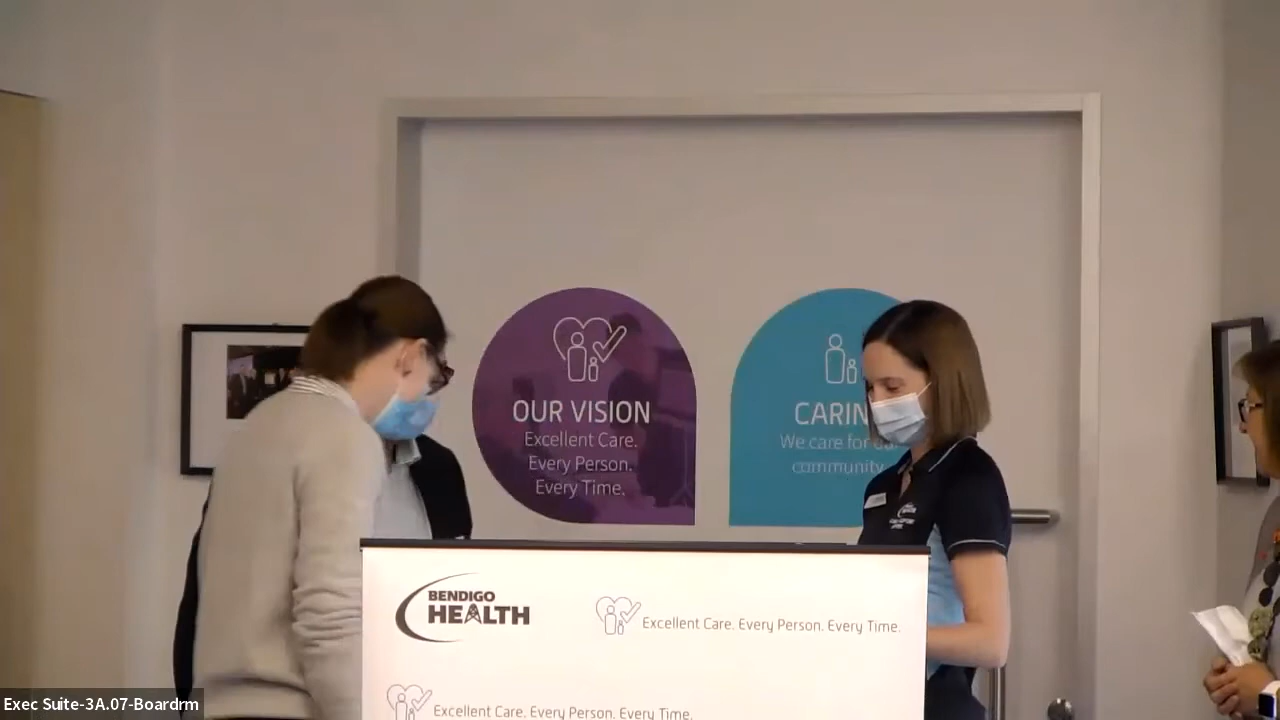 OUR VISION
Excellent Care.
Every Person.
Every Time.
CARIN
We care for our
community
BENDIGO
HEALTH
Excellent Care. Every Person. Every Time.
Excellent Care. Every Person. Every Time.
Exec Suite-3A.07-Boardrm